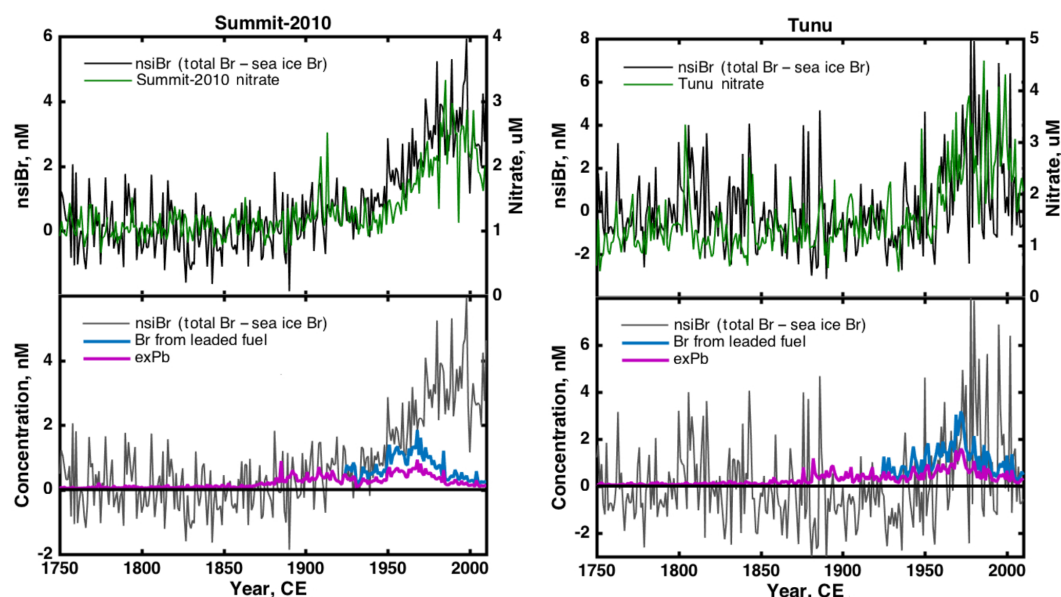 Summit-2010
6
4
2
0
nsiBr, nM
nsiBr (total Br – sea ice Br)
Summit-2010 nitrate
4
3
2
1
0
Nitrate, uM
4
2
0
-2
Concentration, nM
nsiBr (total Br – sea ice Br)
Br from leaded fuel
exPb
1750 1800 1850 1900 1950 2000
Year, CE
Tunu
8
6
4
2
0
-2
nsiBr, nM
nsiBr (total Br – sea ice Br)
Tunu nitrate
5
4
3
2
1
0
Nitrate, uM
6
4
2
0
-2
Concentration, nM
nsiBr (total Br – sea ice Br)
Br from leaded fuel
exPb
1750 1800 1850 1900 1950 2000
Year, CE